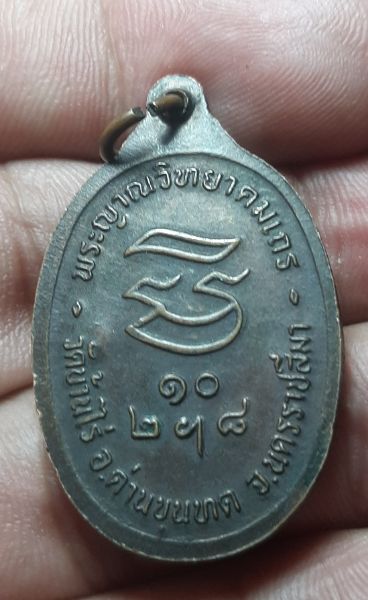 พระญาณวิทยาคมเถร
๑๐
๒ ๗ ๘
วัดบ้านไร่ อ.ด่านขุนทด จ.นครราชสีมา